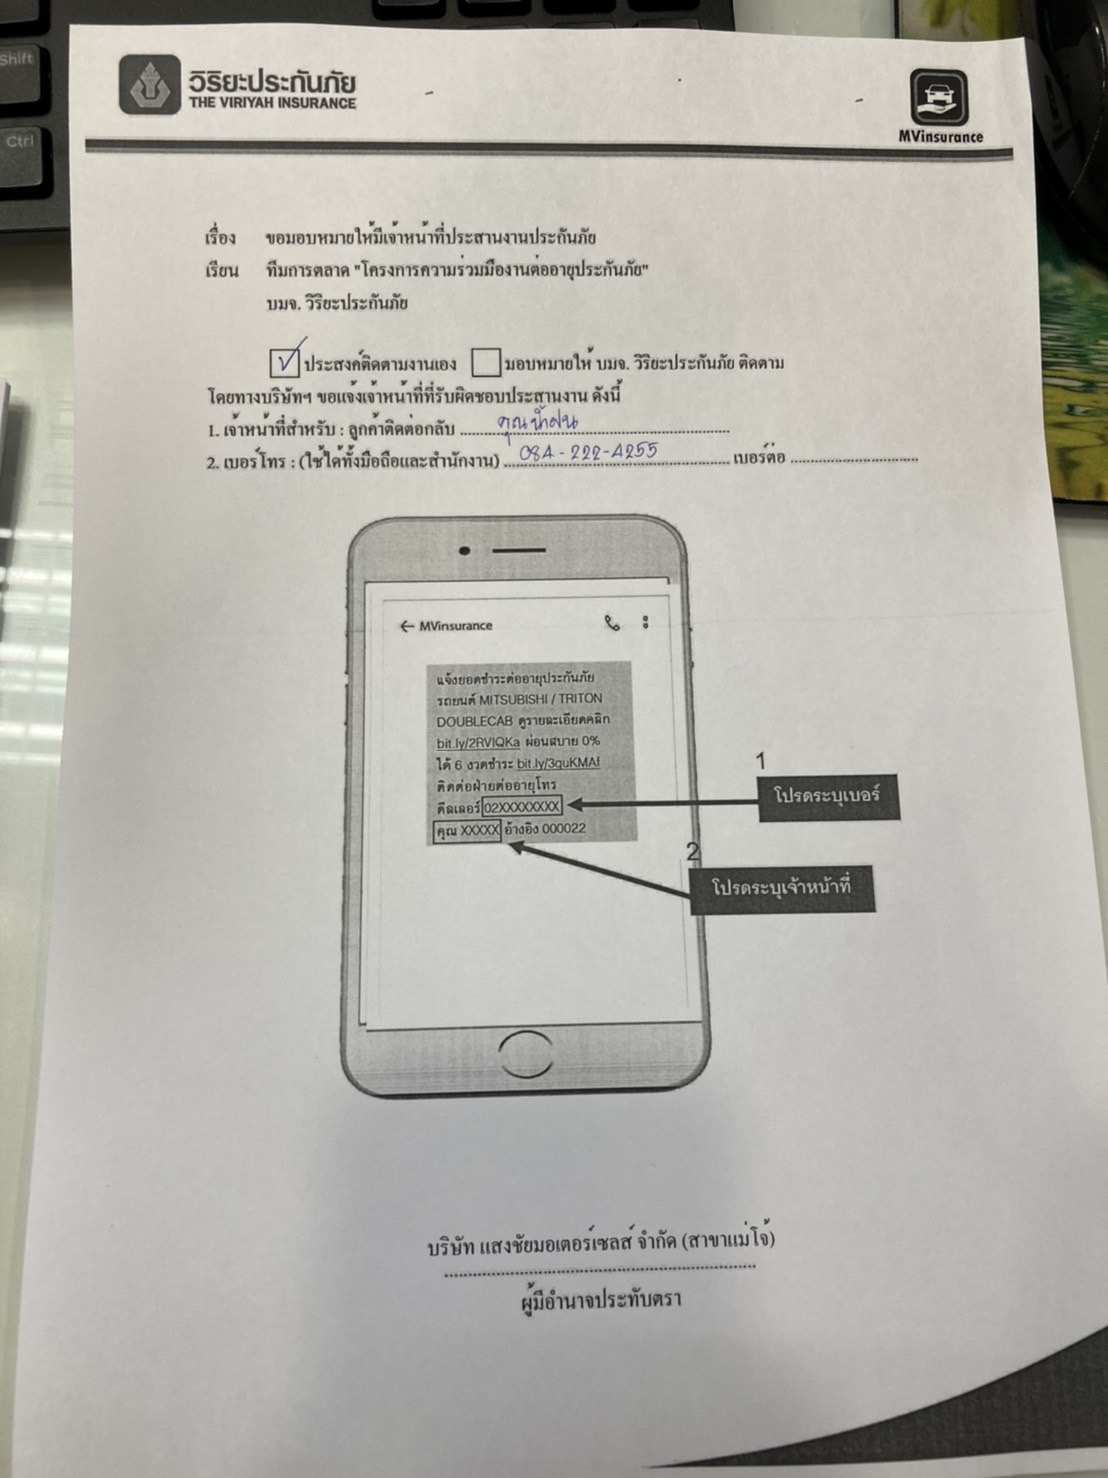 Shift
Ctrl
วิริยะประกันภัย
THE VIRIYAH INSURANCE
MVinsurance
เรื่อง ขอมอบหมายให้มีเจ้าหน้าที่ประสานงานประกันภัย
เรียน ทีมการตลาด "โครงการความร่วมมืองานต่ออายุประกันภัย"
บมจ. วิริยะประกันภัย
ประสงค์ติดตามงานเอง มอบหมายให้ บมจ. วิริยะประกันภัย ติดตาม
โดยทางบริษัทฯ ขอแจ้งเจ้าหน้าที่ที่รับผิดชอบประสานงาน ดังนี้
1. เจ้าหน้าที่สำหรับ : ลูกค้าติดต่อกลับ คุณน้ำฝน
2. เบอร์โทร : (ใช้ได้ทั้งมือถือและสำนักงาน) 084-222-4255 เบอร์ต่อ
MVinsurance
แจ้งยอดชำระต่ออายุประกันภัย
รถยนต์ MITSUBISHI / TRITON
DOUBLECAB ดูรายละเอียดคลิก
bit.ly/2RVIQKa ผ่อนสบาย 0%
ได้ 6 งวดชำระ bit.ly/3quKMAf
ติดต่อฝ่ายต่ออายุโทร
ดีลเลอร์ 02XXXXXXXX
คุณ XXXXX อ้างอิง 000022
1
โปรดระบุเบอร์
2
โปรดระบุเจ้าหน้าที่
บริษัท แสงชัยมอเตอร์เซลส์ จำกัด (สาขาแม่โจ้)
ผู้มีอำนาจประทับตรา